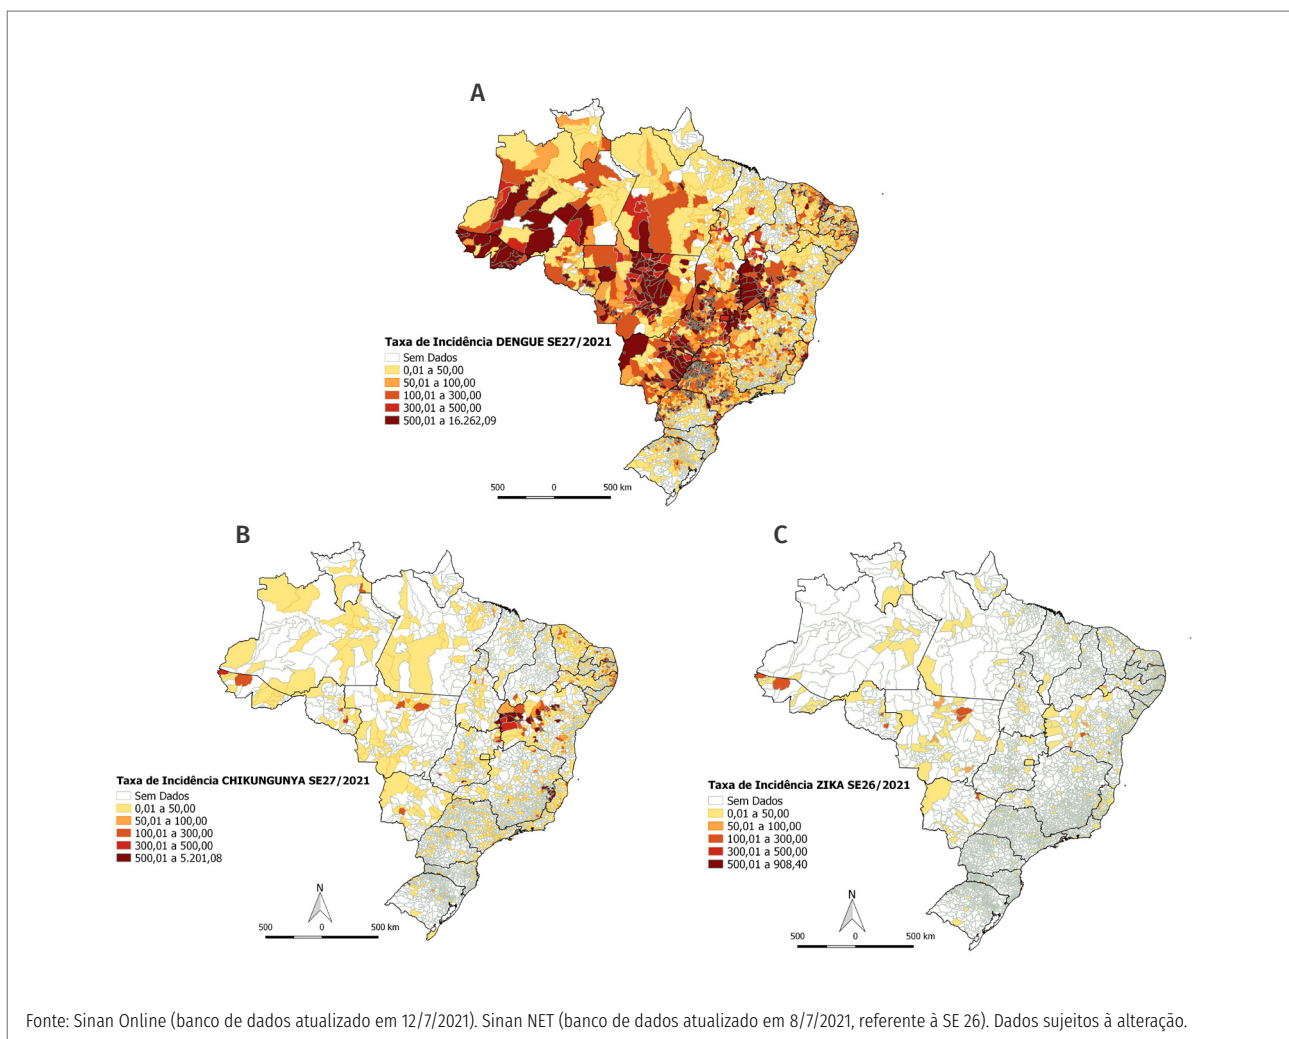 A
Taxa de Incidência DENGUE SE27/2021
Sem Dados
0,01 a 50,00
50,01 a 100,00
100,01 a 300,00
300,01 a 500,00
500,01 a 16.262,09
500 0 500 km
B
Taxa de Incidência CHIKUNGUNYA SE27/2021
Sem Dados
0,01 a 50,00
50,01 a 100,00
100,01 a 300,00
300,01 a 500,00
500,01 a 5.201,08
N
500 0 500 km
C
Taxa de Incidência ZIKA SE26/2021
Sem Dados
0,01 a 50,00
50,01 a 100,00
100,01 a 300,00
300,01 a 500,00
500,01 a 908,40
N
500 0 500 km
Fonte: Sinan Online (banco de dados atualizado em 12/7/2021). Sinan NET (banco de dados atualizado em 8/7/2021, referente à SE 26). Dados sujeitos à alteração.